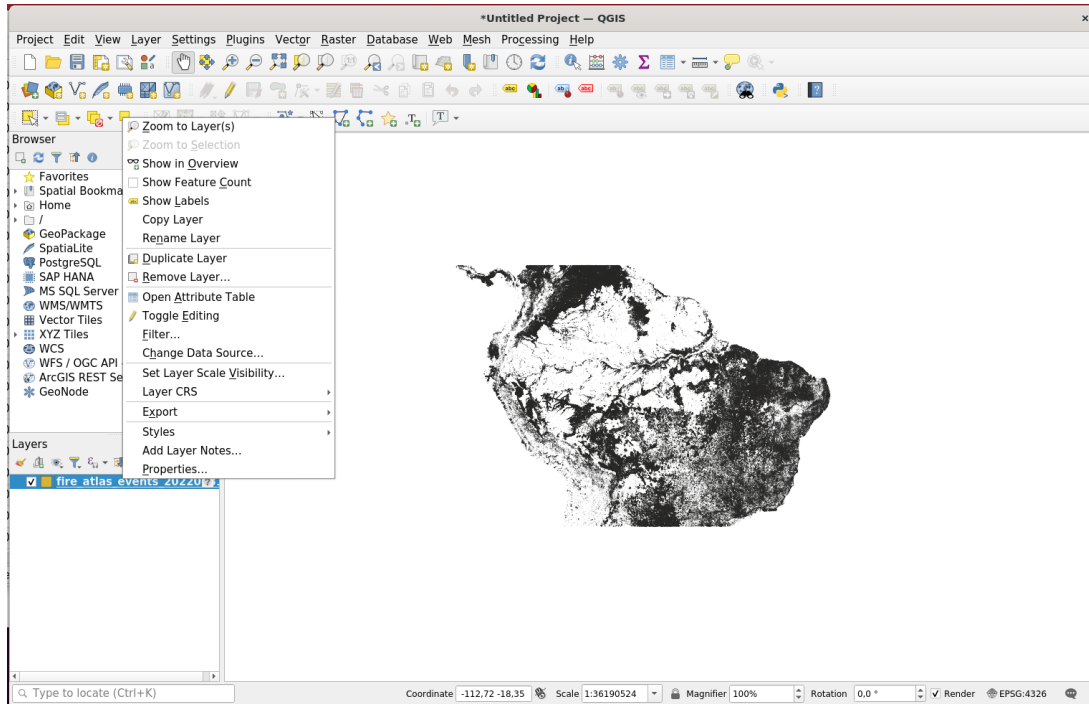 *Untitled Project — QGIS
Project Edit View Layer Settings Plugins Vector Raster Database Web Mesh Processing Help
Browser
Favorites
Spatial Bookma
Home
/
GeoPackage
SpatiaLite
PostgreSQL
SAP HANA
MS SQL Server
WMS/WMTS
Vector Tiles
XYZ Tiles
WCS
WFS / OGC API
ArcGIS REST Se
GeoNode
Zoom to Layer(s)
Zoom to Selection
Show in Overview
Show Feature Count
Show Labels
Copy Layer
Rename Layer
Duplicate Layer
Remove Layer…
Open Attribute Table
Toggle Editing
Filter…
Change Data Source…
Set Layer Scale Visibility…
Layer CRS
Export
Styles
Add Layer Notes…
Properties…
Layers
fire_atlas_events_20220
Type to locate (Ctrl+K)
Coordinate -112,72 -18,35 Scale 1:36190524 Magnifier 100% Rotation 0,0 ° Render EPSG:4326